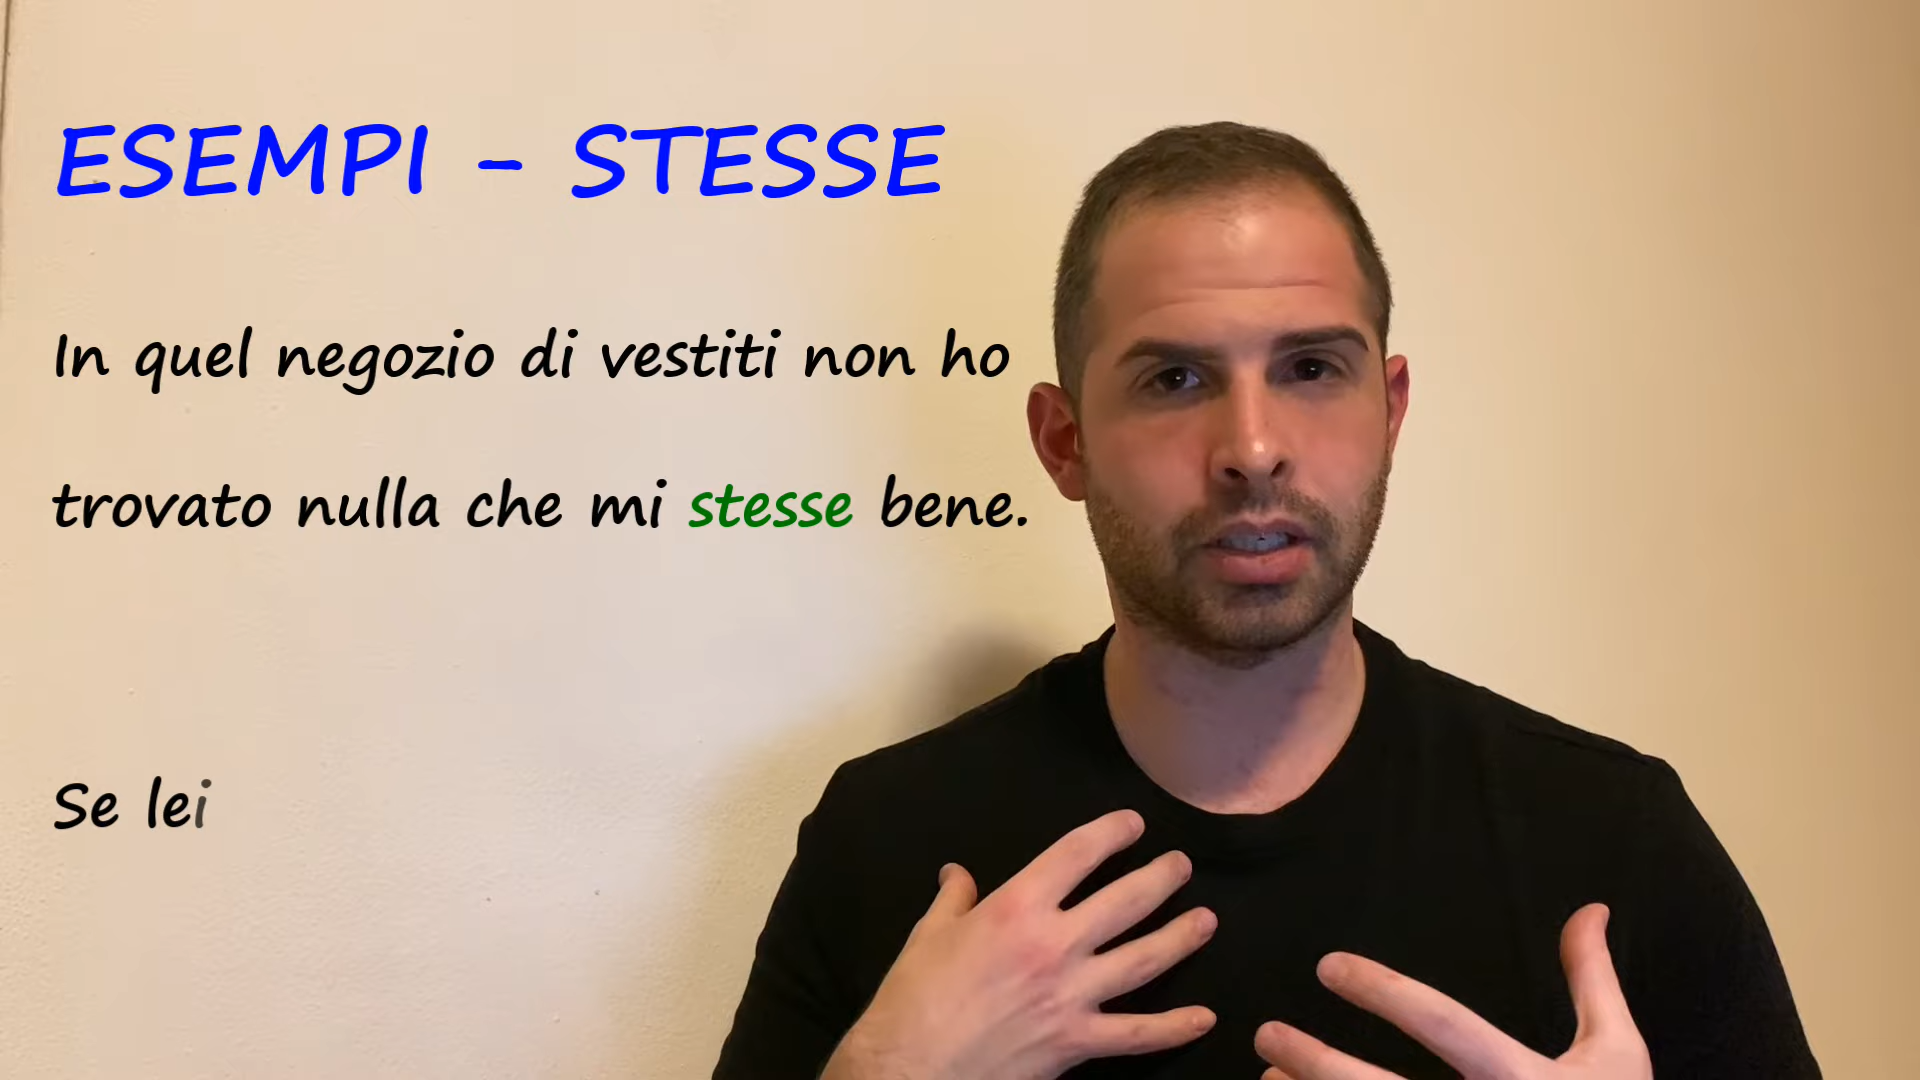 ESEMPI - STESSE
In quel negozio di vestiti non ho
trovato nulla che mi stesse bene.
Se lei